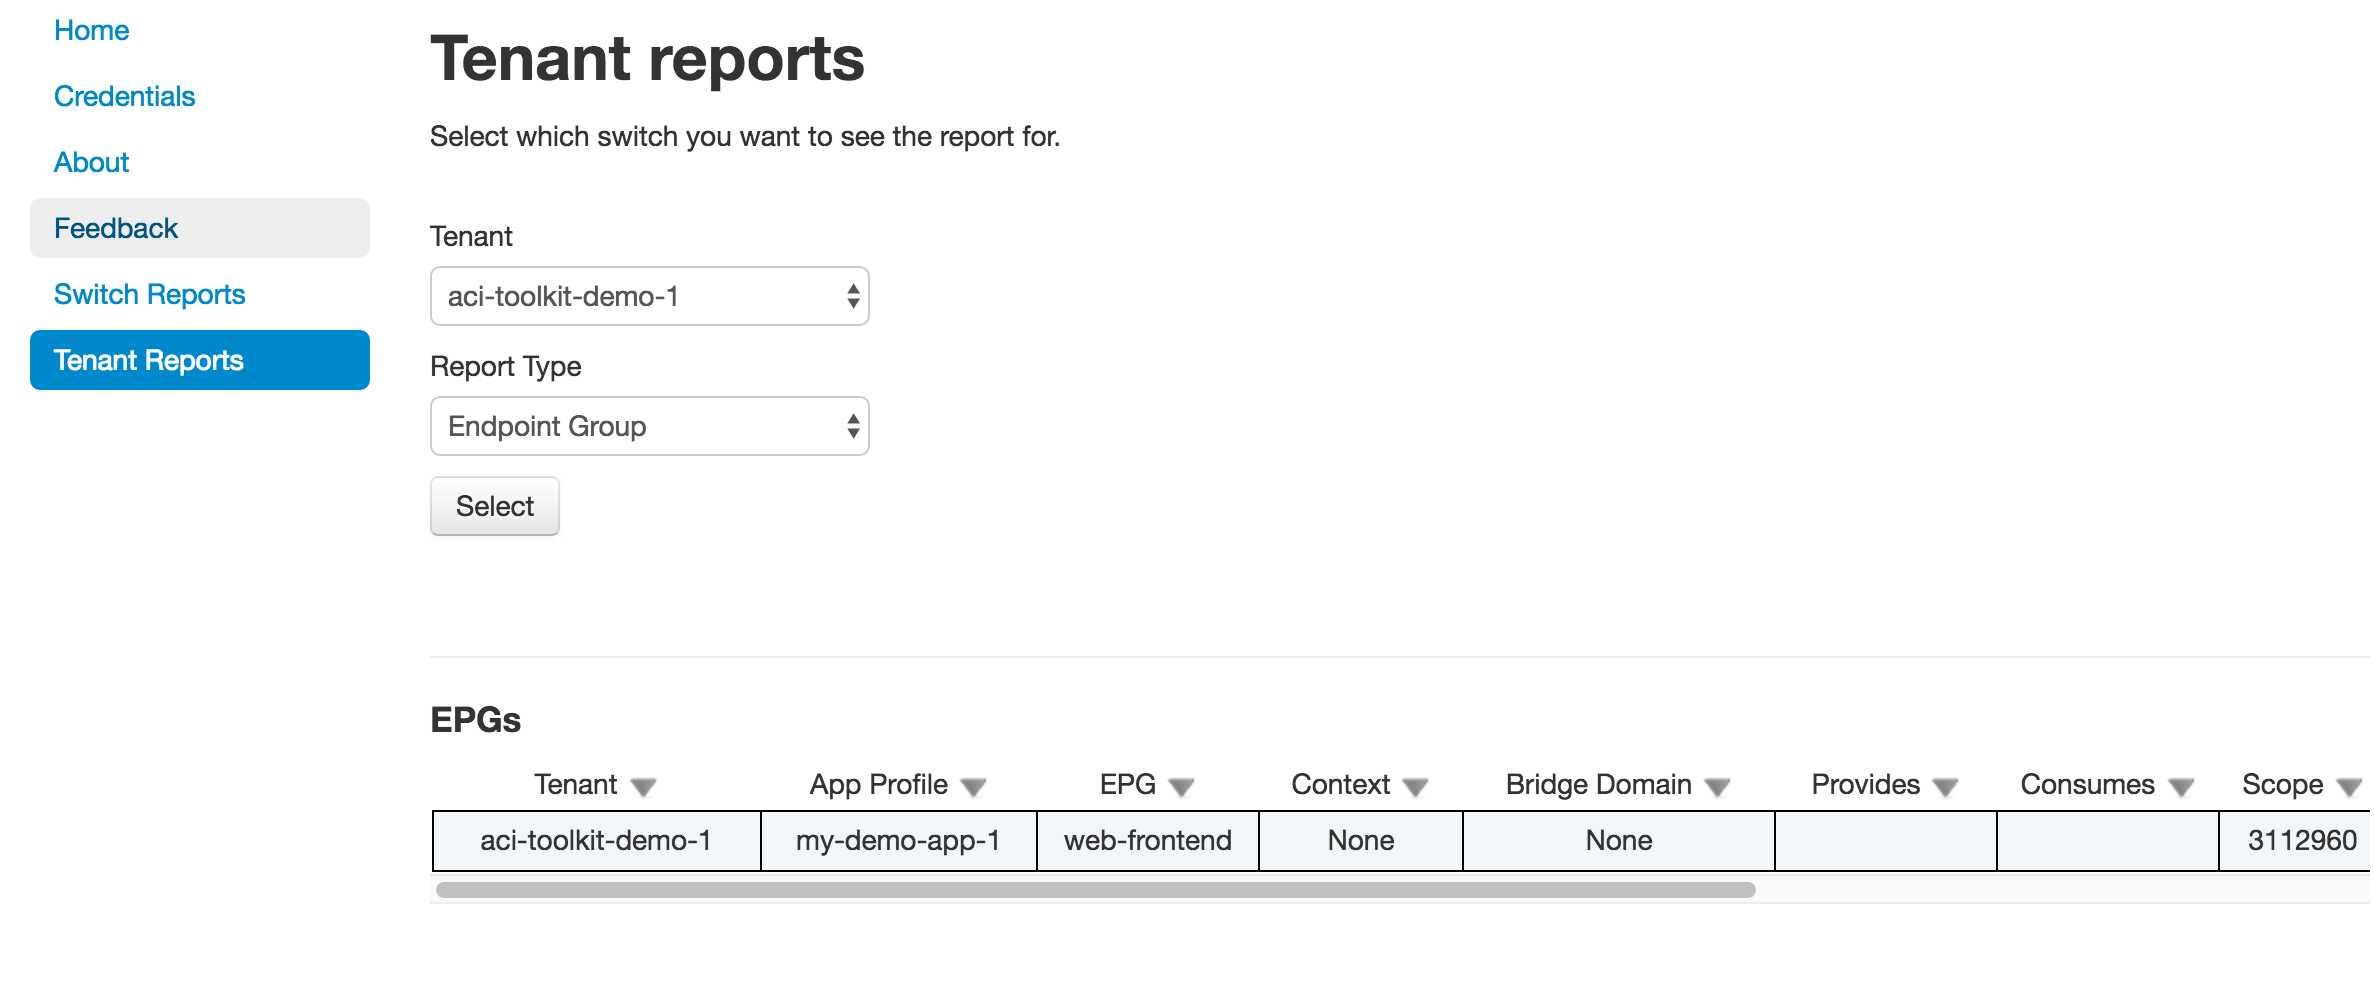 Home
Credentials
About
Feedback
Switch Reports
Tenant Reports
Tenant reports
Select which switch you want to see the report for.
Tenant
aci-toolkit-demo-1
Report Type
Endpoint Group
Select
EPGs
Tenant App Profile EPG Context Bridge Domain Provides Consumes Scope
aci-toolkit-demo-1 my-demo-app-1 web-frontend None None 3112960